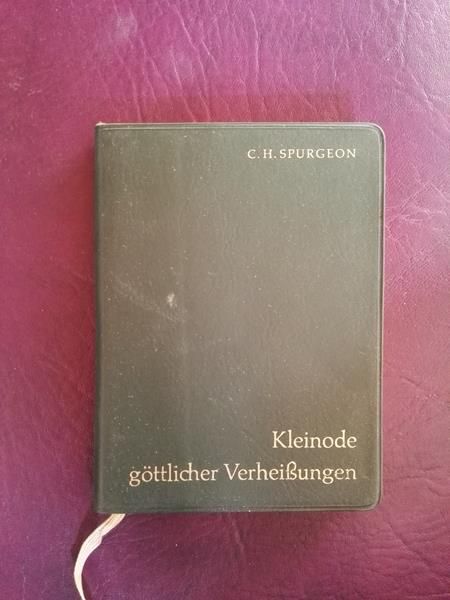 C. H. SPURGEON
Kleinode
göttlicher Verheißungen